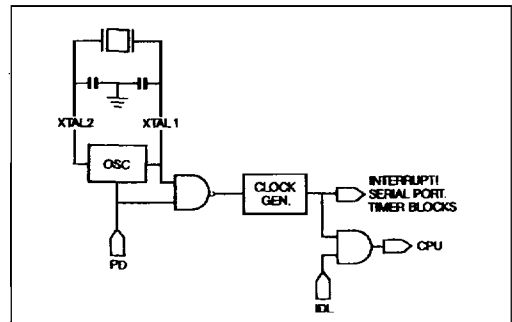 XTAL2 XTAL1
OSC
CLOCK
GEN.
INTERRUPT/
SERIAL PORT.
TIMER BLOCKS
CPU
PD
IDL